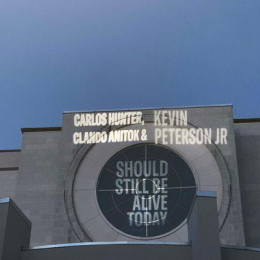 CARLOS HUNTER, KEVIN
CLANDO ANITOK & PETERSON JR
SHOULD
STILL BE
ALIVE
TODAY